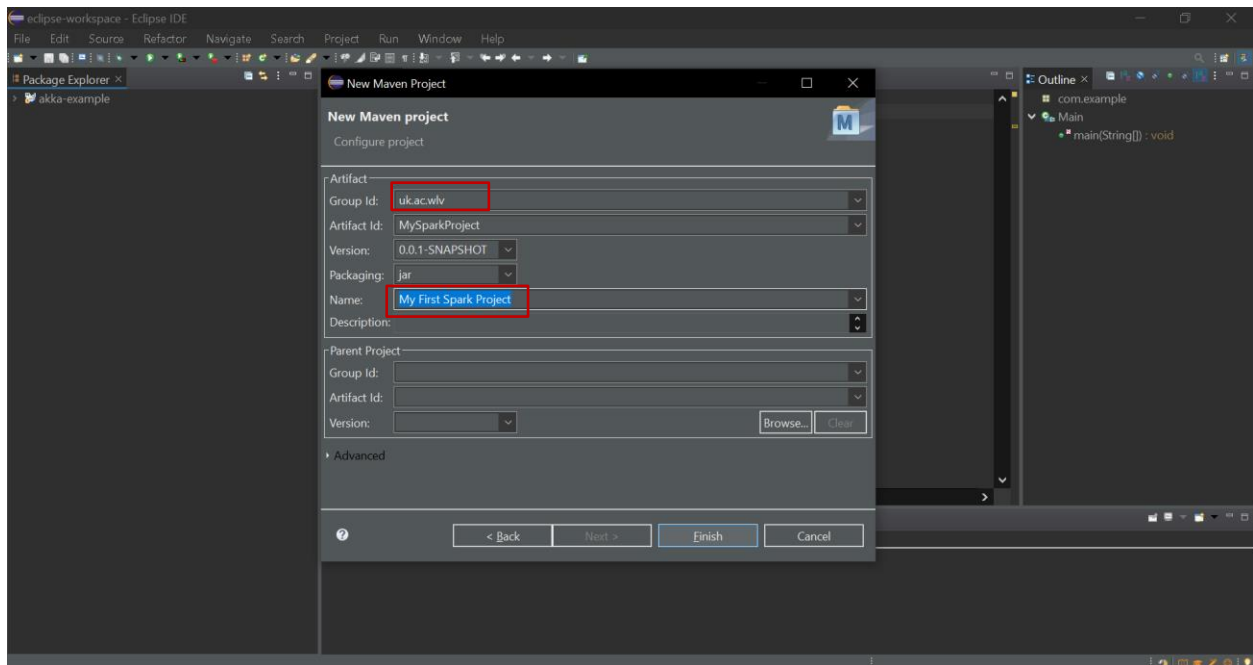 eclipse-workspace - Eclipse IDE
File Edit Source Refactor Navigate Search Project Run Window Help
Package Explorer
akka-example
New Maven Project
New Maven project
Configure project
Artifact
Group Id: uk.ac.wlv
Artifact Id: MySparkProject
Version: 0.0.1-SNAPSHOT
Packaging: jar
Name: My First Spark Project
Description:
Parent Project
Group Id:
Artifact Id:
Version:
Browse... Clear
Advanced
< Back Next > Finish Cancel
Outline
com.example
Main
main(String[]) : void